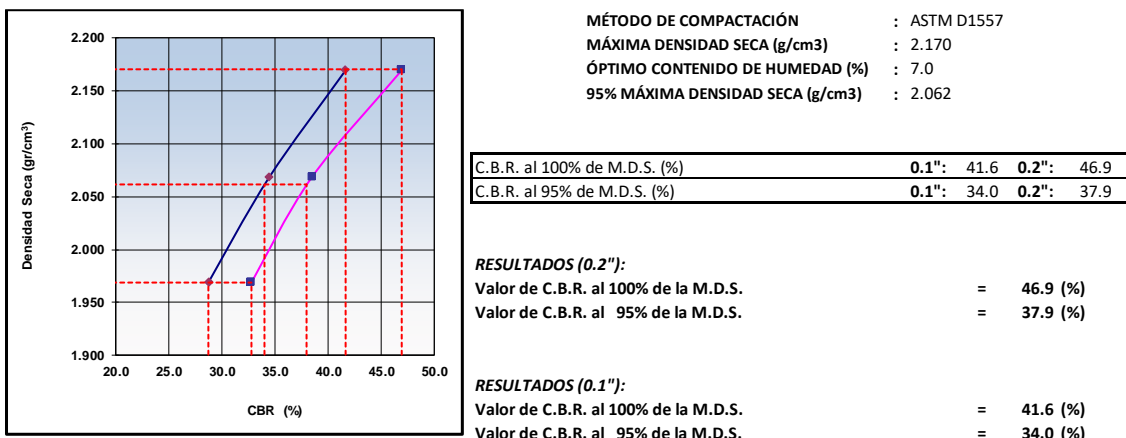 2.200
2.150
2.100
2.050
2.000
1.950
1.900
20.0 25.0 30.0 35.0 40.0 45.0 50.0
Densidad Seca (gr/cm³)
CBR (%)
MÉTODO DE COMPACTACIÓN : ASTM D1557
MÁXIMA DENSIDAD SECA (g/cm3) : 2.170
ÓPTIMO CONTENIDO DE HUMEDAD (%) : 7.0
95% MÁXIMA DENSIDAD SECA (g/cm3) : 2.062
C.B.R. al 100% de M.D.S. (%) 0.1": 41.6 0.2": 46.9
C.B.R. al 95% de M.D.S. (%) 0.1": 34.0 0.2": 37.9
RESULTADOS (0.2"):
Valor de C.B.R. al 100% de la M.D.S. = 46.9 (%)
Valor de C.B.R. al 95% de la M.D.S. = 37.9 (%)
RESULTADOS (0.1"):
Valor de C.B.R. al 100% de la M.D.S. = 41.6 (%)
Valor de C.B.R. al 95% de la M.D.S. = 34.0 (%)